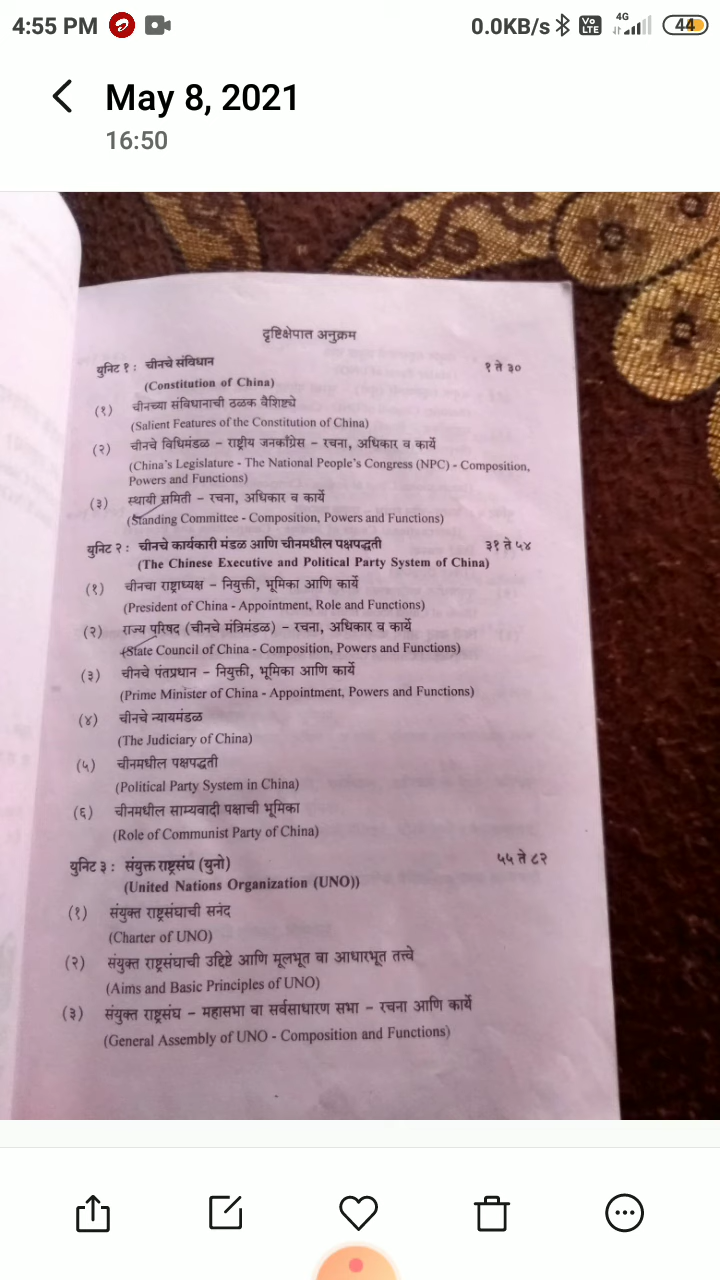 4:55 PM
0.0KB/s
Vo
LTE
4G
44
May 8, 2021
16:50
दृष्टिक्षेपात अनुक्रम
युनिट १ : चीनचे संविधान १ ते ३०
(Constitution of China)
(१) चीनच्या संविधानाची ठळक वैशिष्ट्ये
(Salient Features of the Constitution of China)
(२) चीनचे विधिमंडळ – राष्ट्रीय जनकाँग्रेस – रचना, अधिकार व कार्ये
(China's Legislature - The National People's Congress (NPC) - Composition,
Powers and Functions)
(३) स्थायी समिती – रचना, अधिकार व कार्ये
(Standing Committee - Composition, Powers and Functions)
युनिट २ : चीनचे कार्यकारी मंडळ आणि चीनमधील पक्षपद्धती ३१ ते ५४
(The Chinese Executive and Political Party System of China)
(१) चीनचा राष्ट्राध्यक्ष – नियुक्ती, भूमिका आणि कार्ये
(President of China - Appointment, Role and Functions)
(२) राज्य परिषद (चीनचे मंत्रिमंडळ) – रचना, अधिकार व कार्ये
(State Council of China - Composition, Powers and Functions)
(३) चीनचे पंतप्रधान – नियुक्ती, भूमिका आणि कार्ये
(Prime Minister of China - Appointment, Powers and Functions)
(४) चीनचे न्यायमंडळ
(The Judiciary of China)
(५) चीनमधील पक्षपद्धती
(Political Party System in China)
(६) चीनमधील साम्यवादी पक्षाची भूमिका
(Role of Communist Party of China)
युनिट ३ : संयुक्त राष्ट्रसंघ (युनो) ५५ ते ८२
(United Nations Organization (UNO))
(१) संयुक्त राष्ट्रसंघाची सनद
(Charter of UNO)
(२) संयुक्त राष्ट्रसंघाची उद्दिष्टे आणि मूलभूत वा आधारभूत तत्त्वे
(Aims and Basic Principles of UNO)
(३) संयुक्त राष्ट्रसंघ – महासभा वा सर्वसाधारण सभा – रचना आणि कार्ये
(General Assembly of UNO - Composition and Functions)